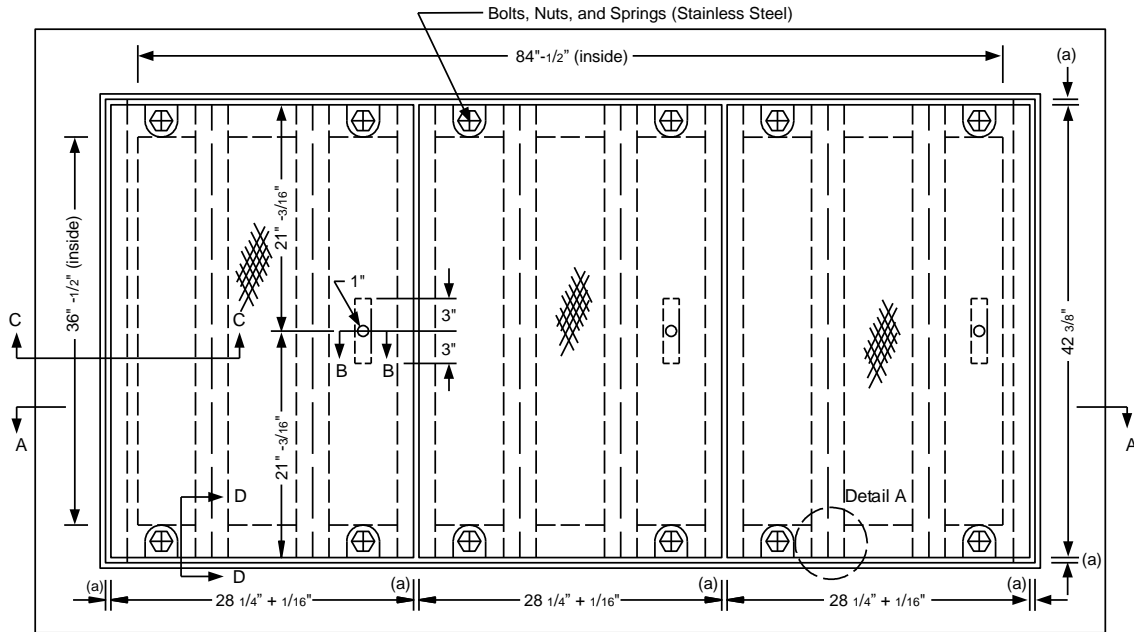 Bolts, Nuts, and Springs (Stainless Steel)
84"-1/2" (inside)
(a)
21" -3/16"
36" -1/2" (inside)
1"
3"
C
C
3"
42 3/8"
B
B
A
A
21" -3/16"
D
Detail A
D
(a)
(a)
(a)
(a)
(a)
28 1/4" + 1/16"
28 1/4" + 1/16"
28 1/4" + 1/16"